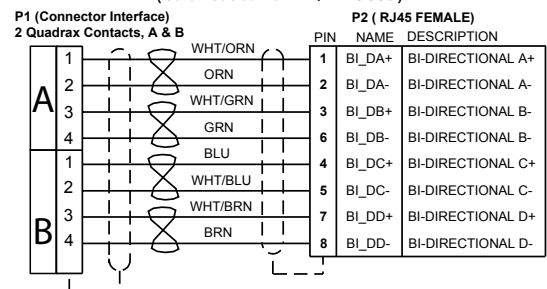 P1 (Connector Interface)
2 Quadrax Contacts, A & B
P2 ( RJ45 FEMALE)
PIN NAME DESCRIPTION
A 1 WHT/ORN 1 BI_DA+ BI-DIRECTIONAL A+
2 ORN 2 BI_DA- BI-DIRECTIONAL A-
3 WHT/GRN 3 BI_DB+ BI-DIRECTIONAL B-
4 GRN 6 BI_DB- BI-DIRECTIONAL B-
B 1 BLU 4 BI_DC+ BI-DIRECTIONAL C+
2 WHT/BLU 5 BI_DC- BI-DIRECTIONAL C-
3 WHT/BRN 7 BI_DD+ BI-DIRECTIONAL D+
4 BRN 8 BI_DD- BI-DIRECTIONAL D-